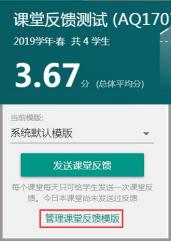 课堂反馈测试 (AQ170
2019学年-春 共 4 学生
3.67 分 (总体平均分)
当前模版:
系统默认模版
发送课堂反馈
每个课堂每天只可给学生发送一次课堂反
馈。今日本课堂尚未发送过反馈
管理课堂反馈模版